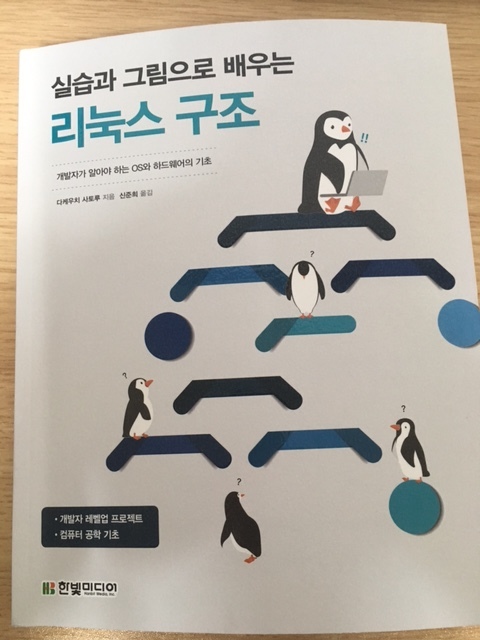 실습과 그림으로 배우는
리눅스 구조
개발자가 알아야 하는 OS와 하드웨어의 기초
다케우치 사토루 지음 신준희 옮김
!!
?
?
?
?
• 개발자 레벨업 프로젝트
• 컴퓨터 공학 기초
한빛미디어
Hanbit Media, Inc.